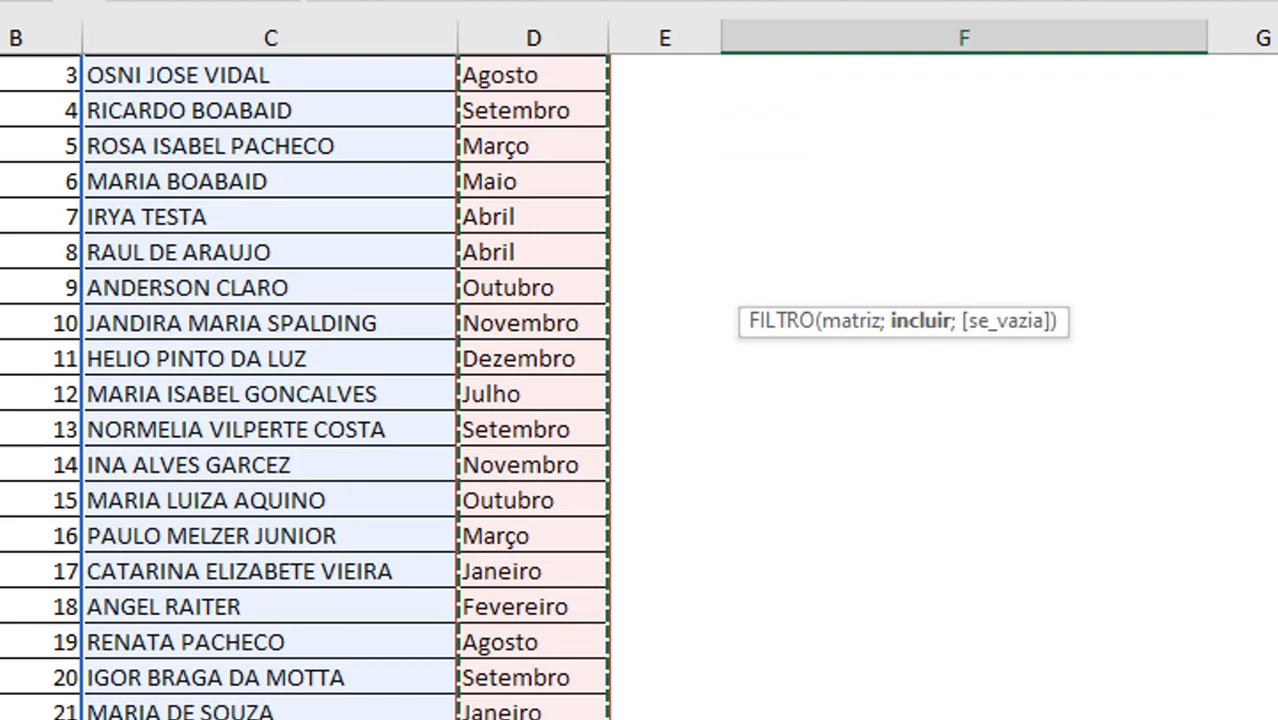 B C D E F G
3 OSNI JOSE VIDAL Agosto
4 RICARDO BOABAID Setembro
5 ROSA ISABEL PACHECO Março
6 MARIA BOABAID Maio
7 IRYA TESTA Abril
8 RAUL DE ARAUJO Abril
9 ANDERSON CLARO Outubro
10 JANDIRA MARIA SPALDING Novembro
FILTRO(matriz; incluir; [se_vazia])
11 HELIO PINTO DA LUZ Dezembro
12 MARIA ISABEL GONCALVES Julho
13 NORMELIA VILPERTE COSTA Setembro
14 INA ALVES GARCEZ Novembro
15 MARIA LUIZA AQUINO Outubro
16 PAULO MELZER JUNIOR Março
17 CATARINA ELIZABETE VIEIRA Janeiro
18 ANGEL RAITER Fevereiro
19 RENATA PACHECO Agosto
20 IGOR BRAGA DA MOTTA Setembro
21 MARIA DE SOUZA Janeiro